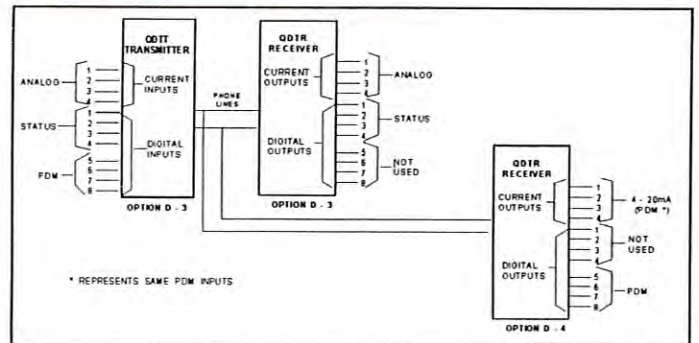 QDTT
TRANSMITTER
ANALOG
1
2
3
4
CURRENT
INPUTS
STATUS
1
2
3
4
DIGITAL
INPUTS
PDM
5
6
7
8
OPTION D - 3
PHONE
LINES
QDTR
RECEIVER
CURRENT
OUTPUTS
1
2
3
4
ANALOG
DIGITAL
OUTPUTS
1
2
3
4
STATUS
5
6
7
8
NOT
USED
OPTION D - 3
QDTR
RECEIVER
CURRENT
OUTPUTS
1
2
3
4
4 - 20mA
(PDM *)
DIGITAL
OUTPUTS
1
2
3
4
NOT
USED
5
6
7
8
PDM
OPTION D - 4
* REPRESENTS SAME PDM INPUTS